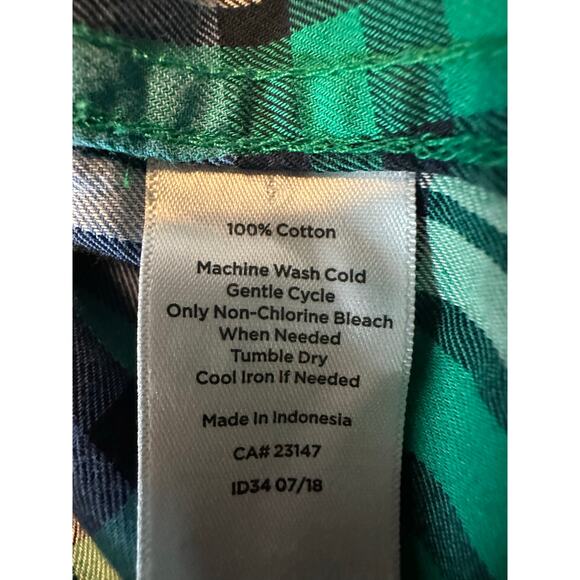 100% Cotton
Machine Wash Cold
Gentle Cycle
Only Non-Chlorine Bleach
When Needed
Tumble Dry
Cool Iron If Needed
Made In Indonesia
CA# 23147
ID34 07/18